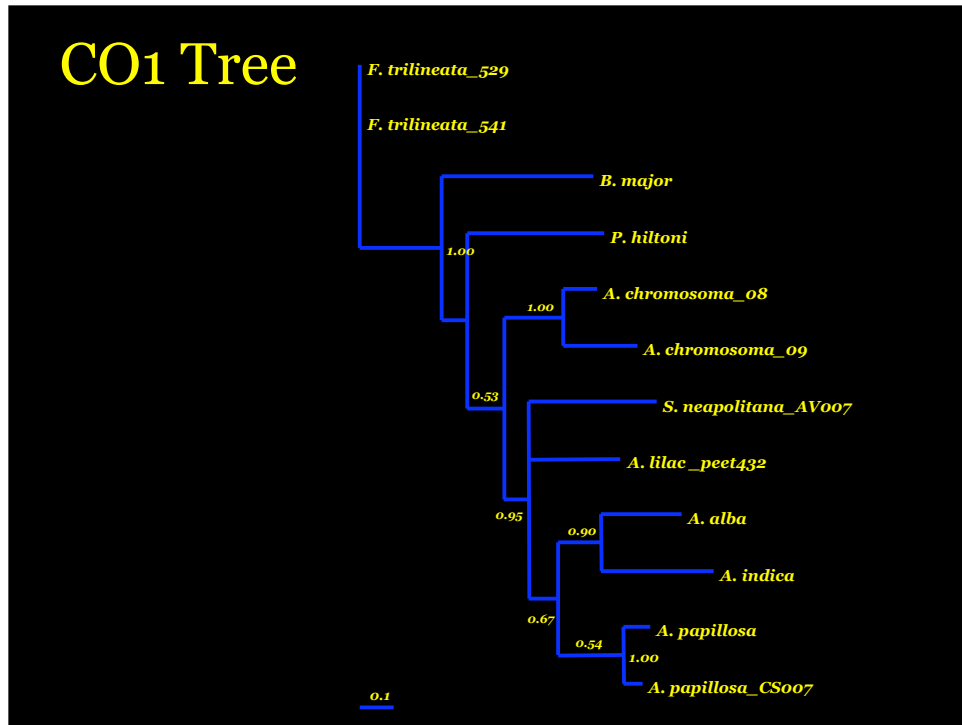 CO1 Tree
F. trilineata_529
F. trilineata_541
B. major
1.00
P. hiltoni
A. chromosoma_08
1.00
A. chromosoma_09
0.53
S. neapolitana_AV007
A. lilac _peet432
0.95
A. alba
0.90
A. indica
0.67
A. papillosa
0.54
1.00
A. papillosa_CS007
0.1